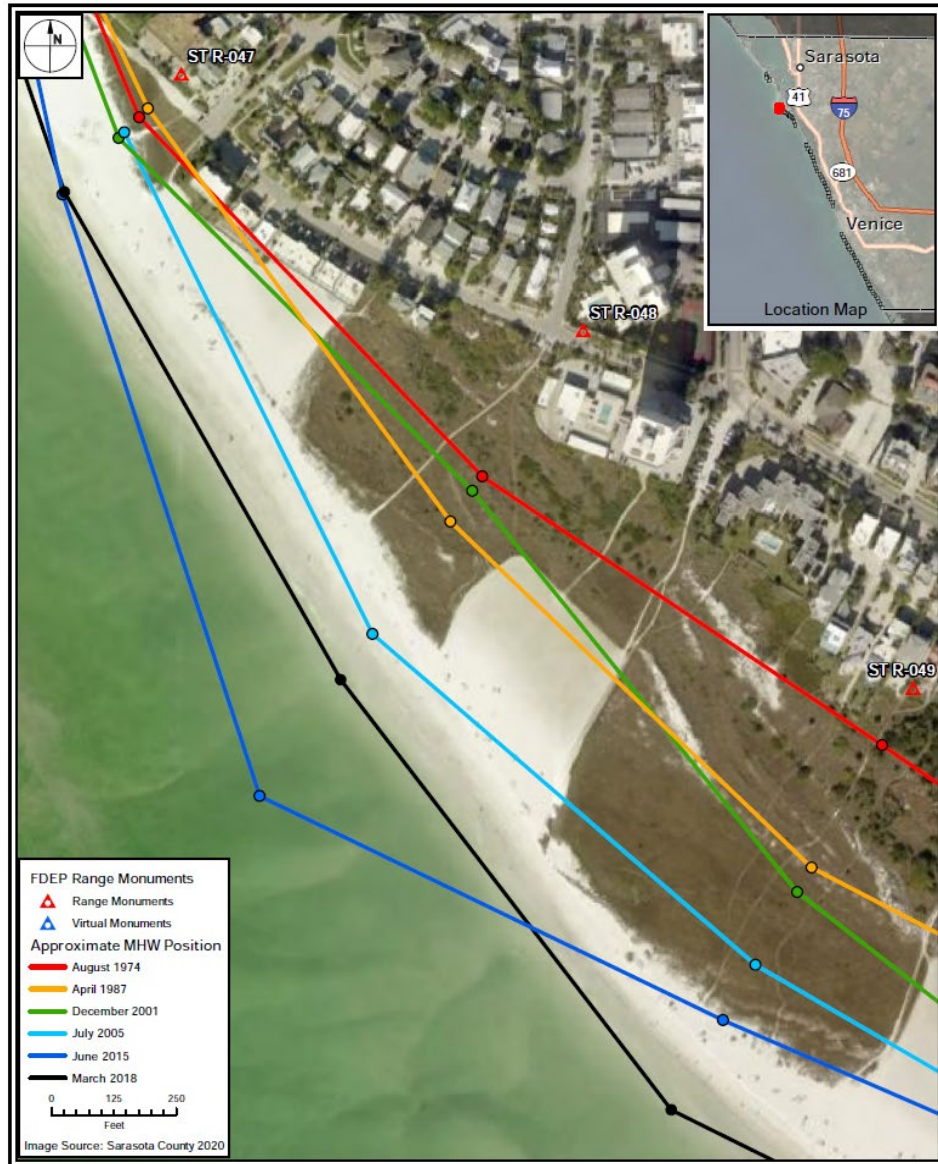 N
ST R-047
Sarasota
41
75
681
Venice
Location Map
ST R-048
ST R-049
FDEP Range Monuments
Range Monuments
Virtual Monuments
Approximate MHW Position
August 1974
April 1987
December 2001
July 2005
June 2015
March 2018
0 125 250
Feet
Image Source: Sarasota County 2020